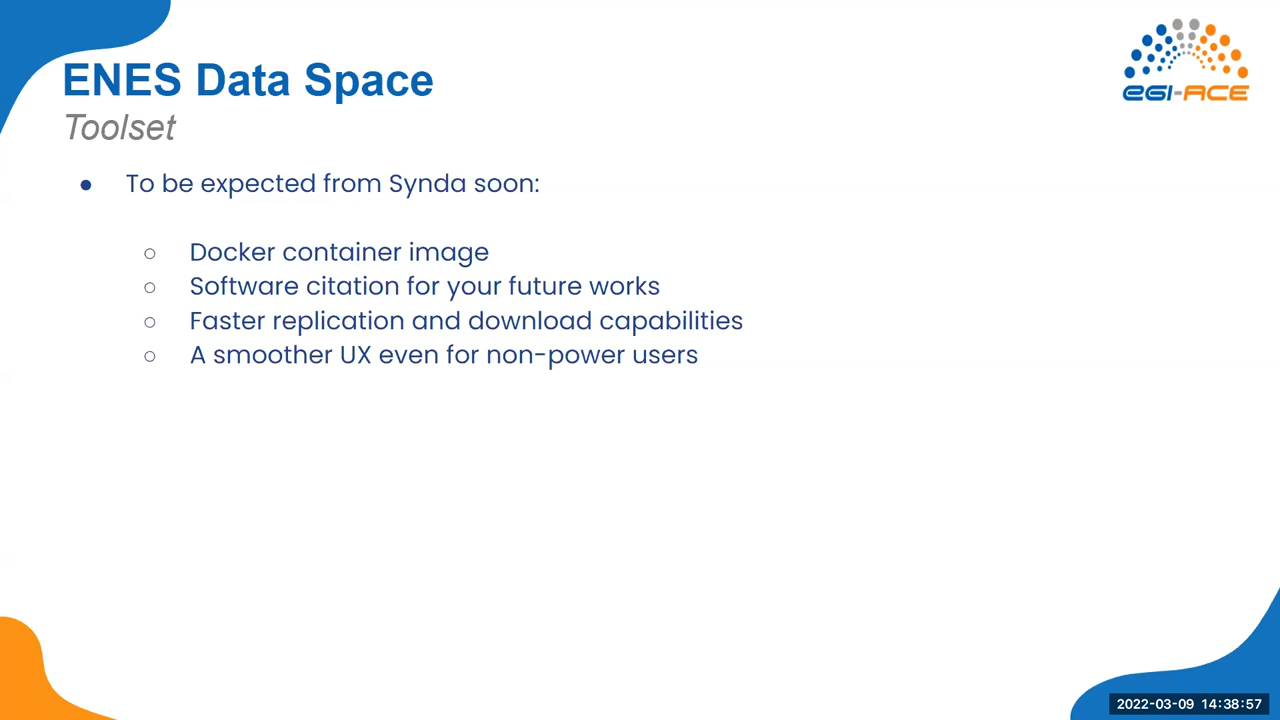 ENES Data Space
Toolset
EGI-ACE
● To be expected from Synda soon:
○ Docker container image
○ Software citation for your future works
○ Faster replication and download capabilities
○ A smoother UX even for non-power users
2022-03-09 14:38:57